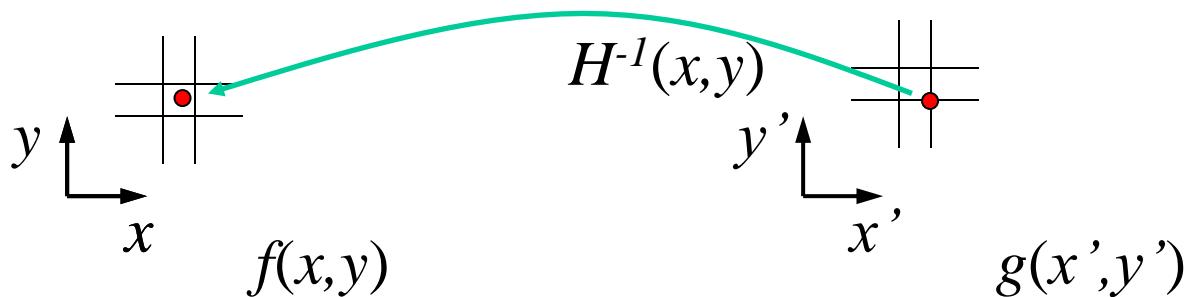 H⁻¹(x,y)
y
y’
x
x’
f(x,y)
g(x’,y’)